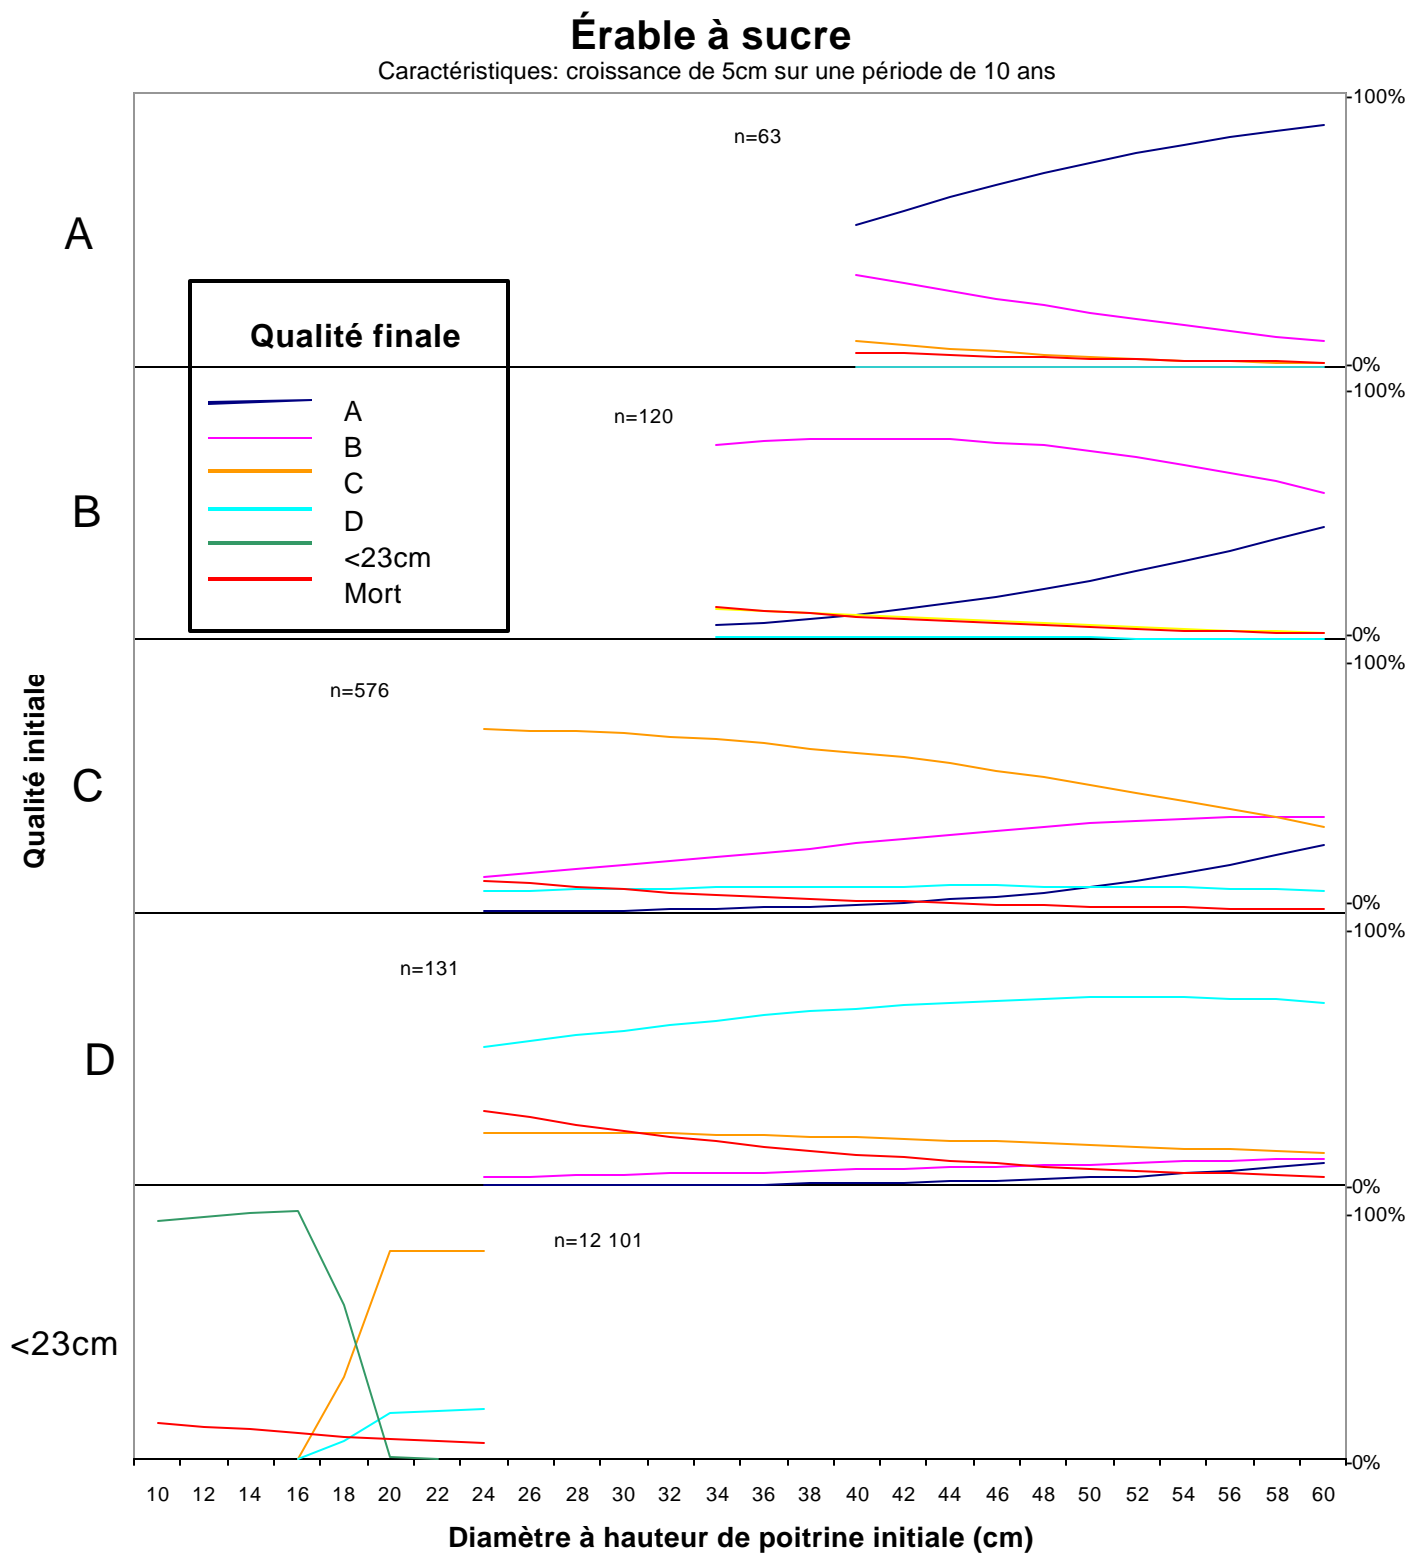 Érable à sucre
Caractéristiques: croissance de 5cm sur une période de 10 ans
100%
n=63
A
Qualité finale
0%
100%
A
n=120
B
C
B
D
<23cm
Mort
0%
100%
n=576
Qualité initiale
C
0%
100%
n=131
D
0%
100%
n=12 101
<23cm
0%
10 12 14 16 18 20 22 24 26 28 30 32 34 36 38 40 42 44 46 48 50 52 54 56 58 60
Diamètre à hauteur de poitrine initiale (cm)